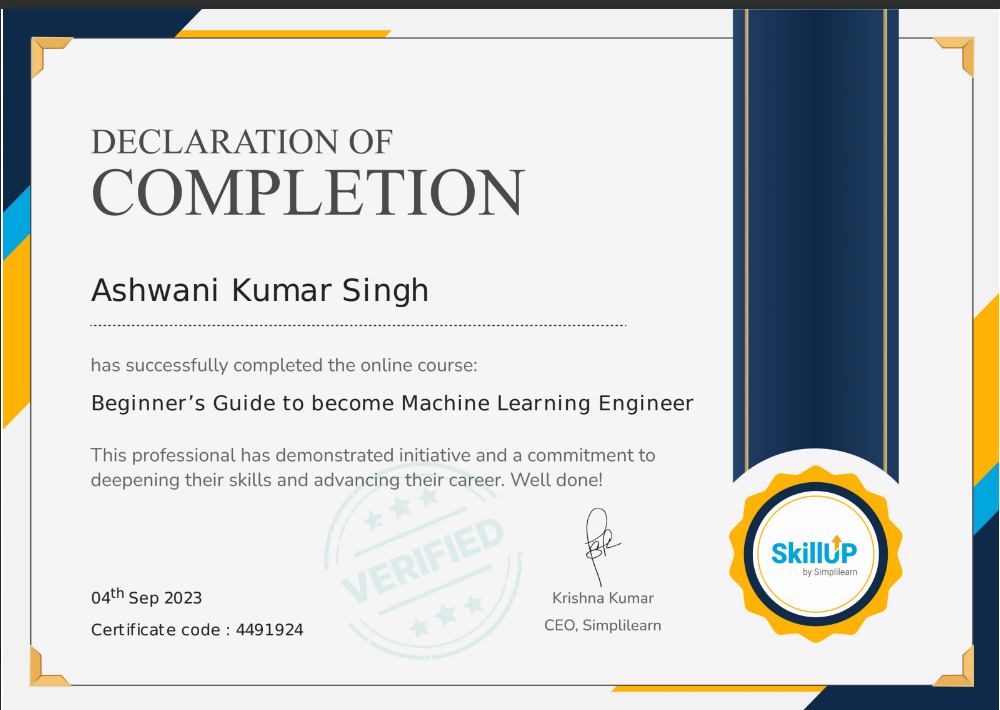 DECLARATION OF
COMPLETION
Ashwani Kumar Singh
has successfully completed the online course:
Beginner’s Guide to become Machine Learning Engineer
This professional has demonstrated initiative and a commitment to
deepening their skills and advancing their career. Well done!
VERIFIED
04th Sep 2023
Certificate code : 4491924
Krishna Kumar
CEO, Simplilearn
SkillUP
by Simplilearn